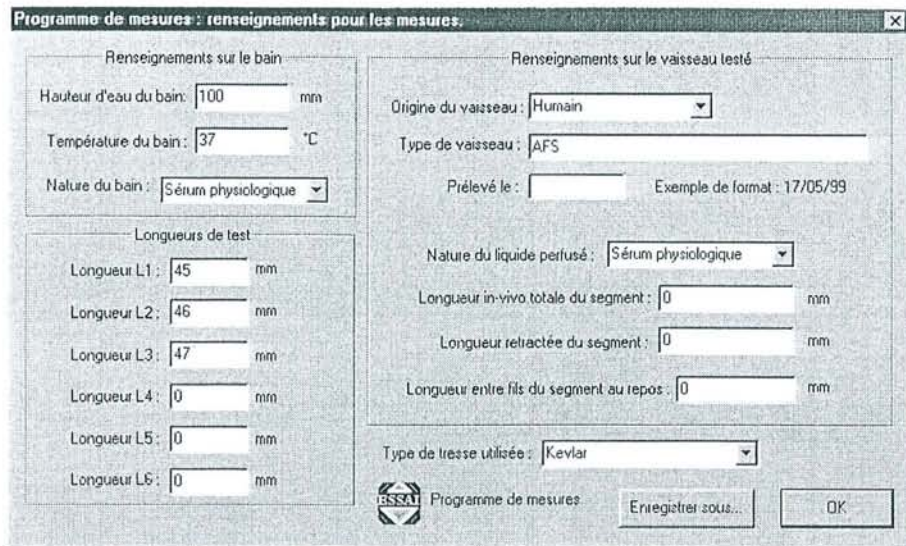 Programme de mesures : renseignements pour les mesures.
Renseignements sur le bain
Hauteur d'eau du bain: 100 mm
Température du bain : 37 °C
Nature du bain : Sérum physiologique
Longueurs de test
Longueur L1 : 45 mm
Longueur L2 : 46 mm
Longueur L3 : 47 mm
Longueur L4 : 0 mm
Longueur L5 : 0 mm
Longueur L6 : 0 mm
Renseignements sur le vaisseau testé
Origine du vaisseau : Humain
Type de vaisseau : AFS
Prélevé le : Exemple de format : 17/05/99
Nature du liquide perfusé : Sérum physiologique
Longueur in-vivo totale du segment : 0 mm
Longueur retractée du segment : 0 mm
Longueur entre fils du segment au repos : 0 mm
Type de tresse utilisée : Kevlar
ESSAI Programme de mesures
Enregistrer sous...
OK